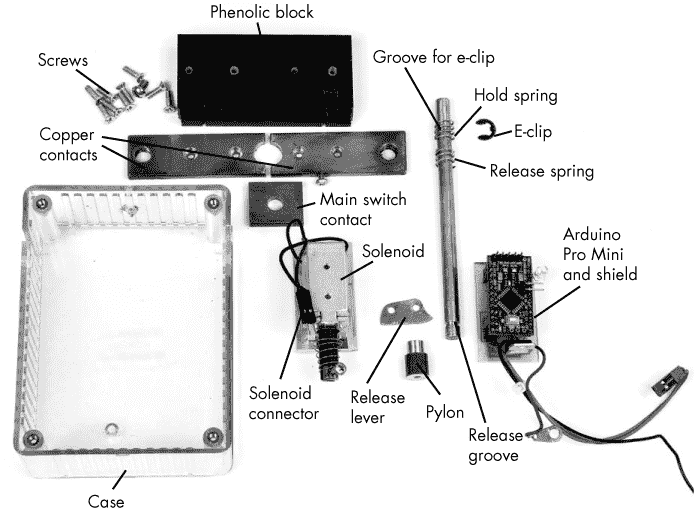 Phenolic block
Screws
Groove for e-clip
Hold spring
E-clip
Copper
contacts
Release spring
Main switch
contact
Solenoid
Arduino
Pro Mini
and shield
Solenoid
connector
Release
lever
Pylon
Release
groove
Case